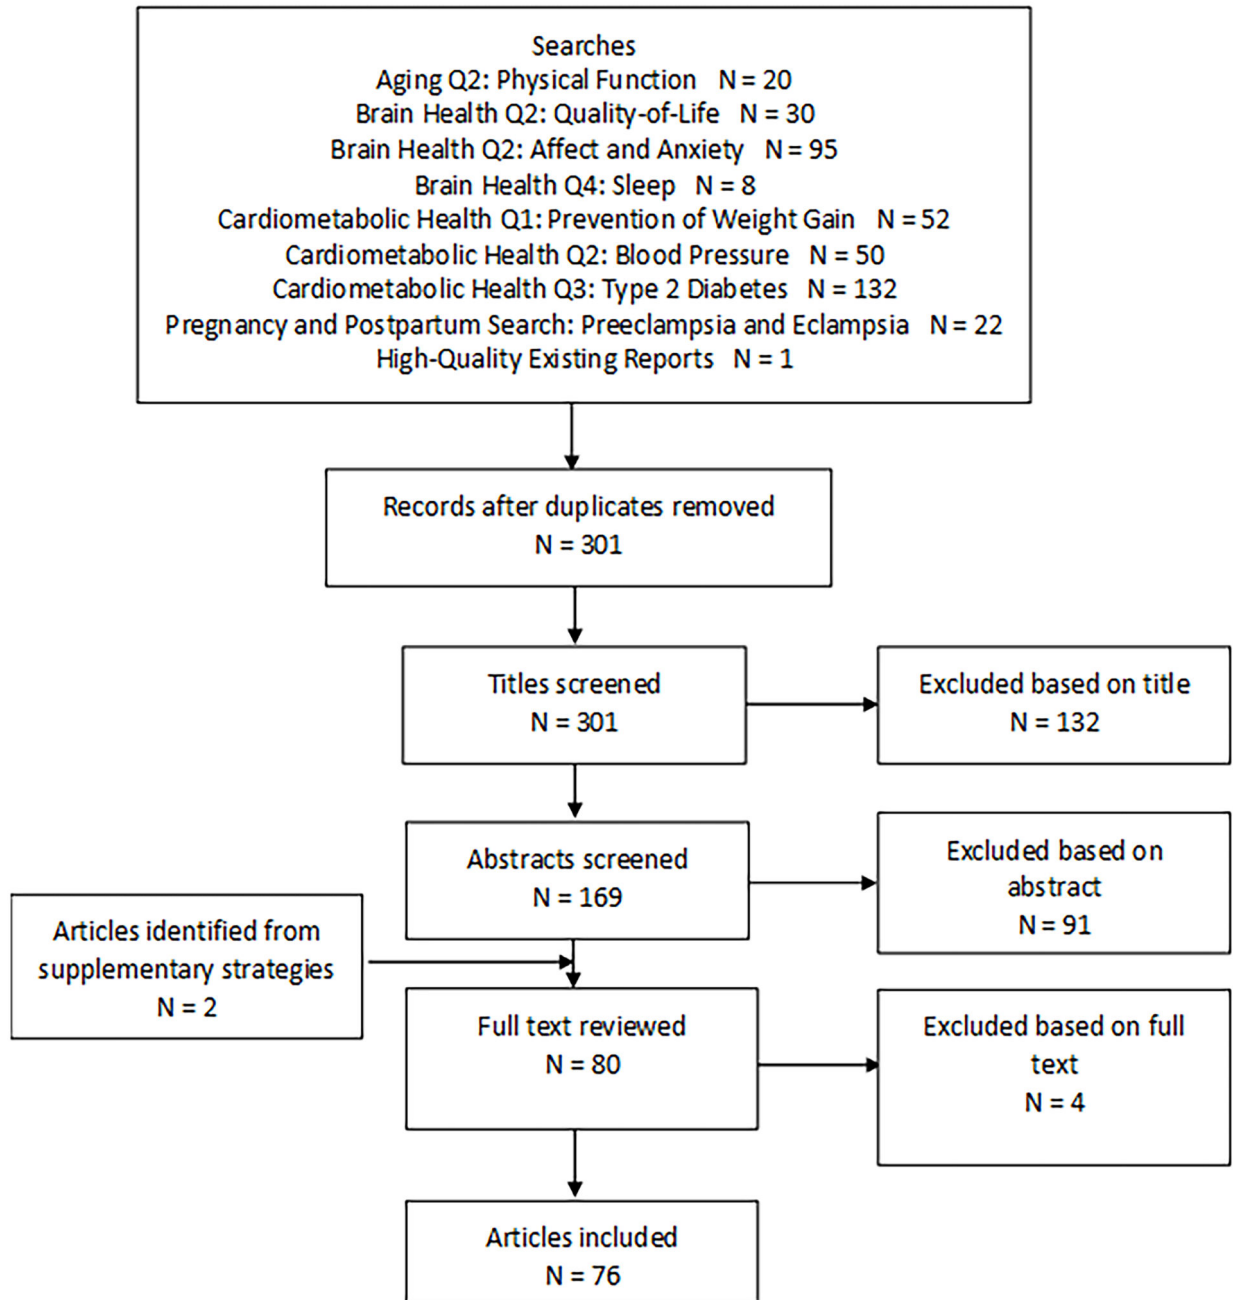 Searches
Aging Q2: Physical Function N = 20
Brain Health Q2: Quality-of-Life N = 30
Brain Health Q2: Affect and Anxiety N = 95
Brain Health Q4: Sleep N = 8
Cardiometabolic Health Q1: Prevention of Weight Gain N = 52
Cardiometabolic Health Q2: Blood Pressure N = 50
Cardiometabolic Health Q3: Type 2 Diabetes N = 132
Pregnancy and Postpartum Search: Preeclampsia and Eclampsia N = 22
High-Quality Existing Reports N = 1
Records after duplicates removed
N = 301
Titles screened
N = 301
Excluded based on title
N = 132
Abstracts screened
N = 169
Excluded based on
abstract
N = 91
Articles identified from
supplementary strategies
N = 2
Full text reviewed
N = 80
Excluded based on full
text
N = 4
Articles included
N = 76